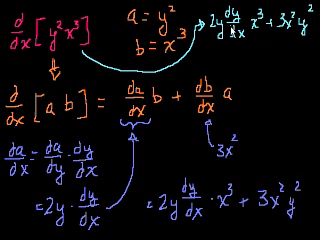 d/dx [y²x³]
a = y²
b = x³
2y dy/dx x³ + 3x² y²
d/dx [a b] = da/dx b + db/dx a
da/dx = da/dy · dy/dx
3x²
= 2y · dy/dx
= 2y dy/dx · x³ + 3x² y²